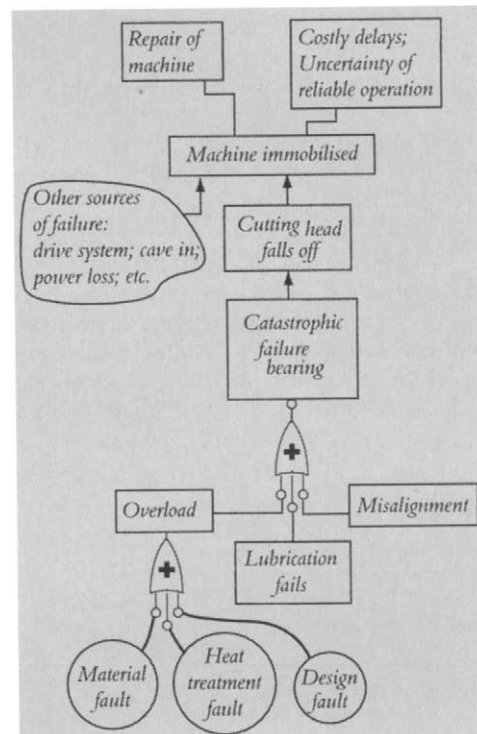 Repair of
machine
Costly delays;
Uncertainty of
reliable operation
Machine immobilised
Other sources
of failure:
drive system; cave in;
power loss; etc.
Cutting head
falls off
Catastrophic
failure
bearing
+
Overload
Misalignment
Lubrication
fails
+
Material
fault
Heat
treatment
fault
Design
fault